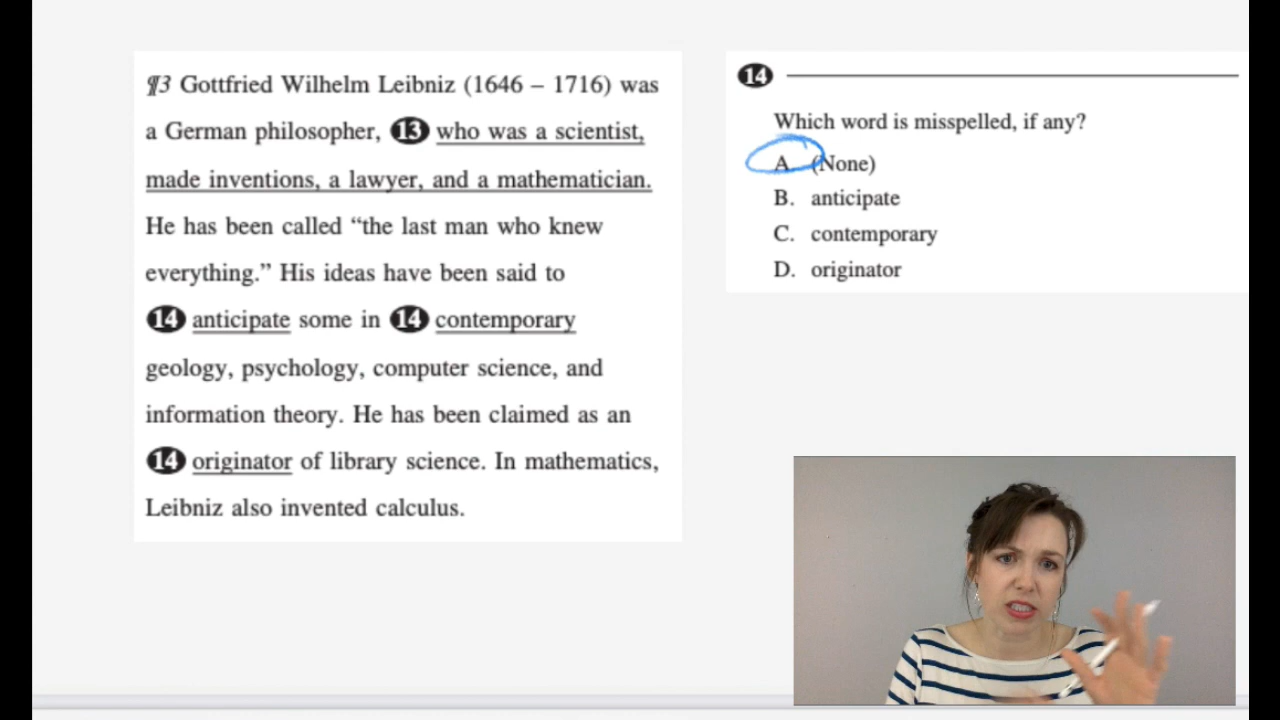 ¶3 Gottfried Wilhelm Leibniz (1646 – 1716) was
a German philosopher, 13 who was a scientist,
made inventions, a lawyer, and a mathematician.
He has been called “the last man who knew
everything.” His ideas have been said to
14 anticipate some in 14 contemporary
geology, psychology, computer science, and
information theory. He has been claimed as an
14 originator of library science. In mathematics,
Leibniz also invented calculus.
14
Which word is misspelled, if any?
A. (None)
B. anticipate
C. contemporary
D. originator